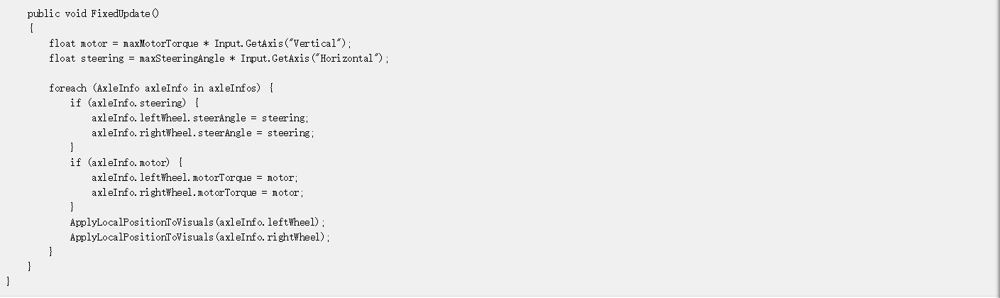 public void FixedUpdate()
{
float motor = maxMotorTorque * Input.GetAxis("Vertical");
float steering = maxSteeringAngle * Input.GetAxis("Horizontal");
foreach (AxleInfo axleInfo in axleInfos) {
if (axleInfo.steering) {
axleInfo.leftWheel.steerAngle = steering;
axleInfo.rightWheel.steerAngle = steering;
}
if (axleInfo.motor) {
axleInfo.leftWheel.motorTorque = motor;
axleInfo.rightWheel.motorTorque = motor;
}
ApplyLocalPositionToVisuals(axleInfo.leftWheel);
ApplyLocalPositionToVisuals(axleInfo.rightWheel);
}
}
}